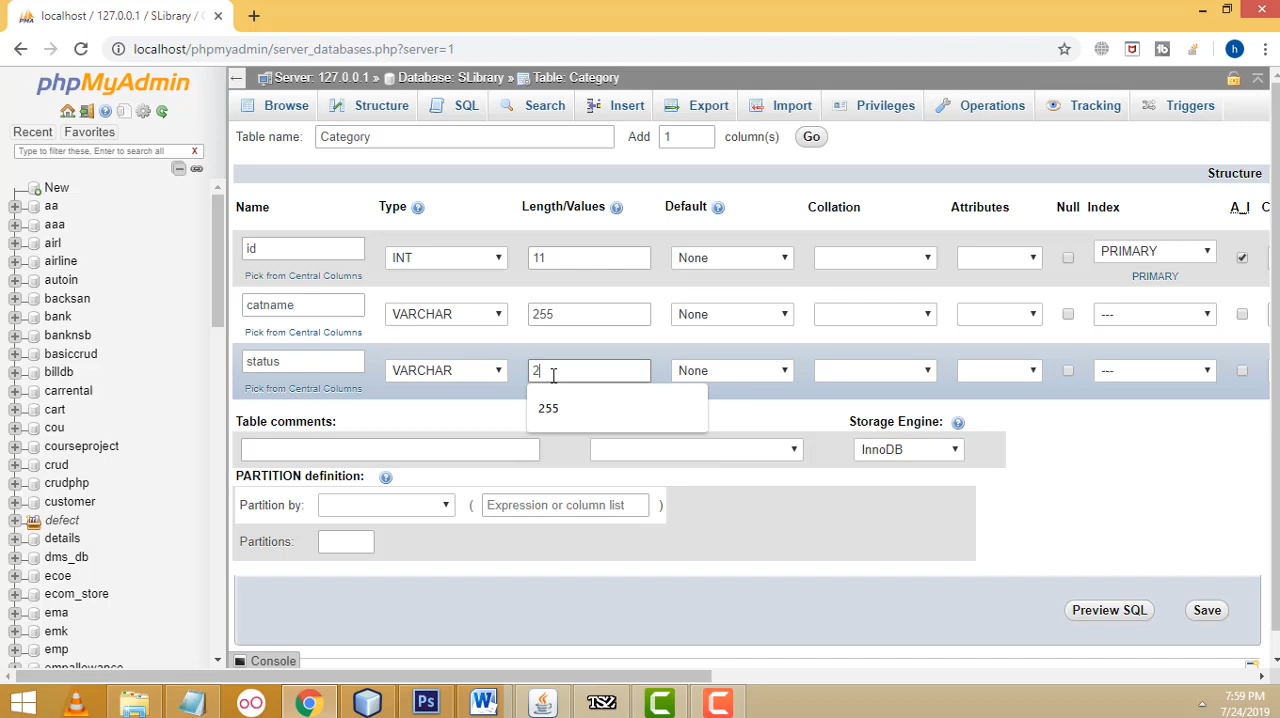 localhost / 127.0.0.1 / SLibrary /
localhost/phpmyadmin/server_databases.php?server=1
h
phpMyAdmin
Recent Favorites
Type to filter these, Enter to search all X
New
aa
aaa
airl
airline
autoin
backsan
bank
banknsb
basiccrud
billdb
carrental
cart
cou
courseproject
crud
crudphp
customer
defect
details
dms_db
ecoe
ecom_store
ema
emk
emp
empallowance
Server: 127.0.0.1 » Database: SLibrary » Table: Category
Browse Structure SQL Search Insert Export Import Privileges Operations Tracking Triggers
Table name: Category Add 1 column(s) Go
Structure
Name Type Length/Values Default Collation Attributes Null Index A_I C
id INT 11 None PRIMARY
Pick from Central Columns PRIMARY
catname VARCHAR 255 None ---
Pick from Central Columns
status VARCHAR 2 None ---
Pick from Central Columns
255
Table comments: Storage Engine:
InnoDB
PARTITION definition:
Partition by: ( Expression or column list )
Partitions:
Preview SQL Save
Console
Ps W TSZ C C
7:59 PM
7/24/2019